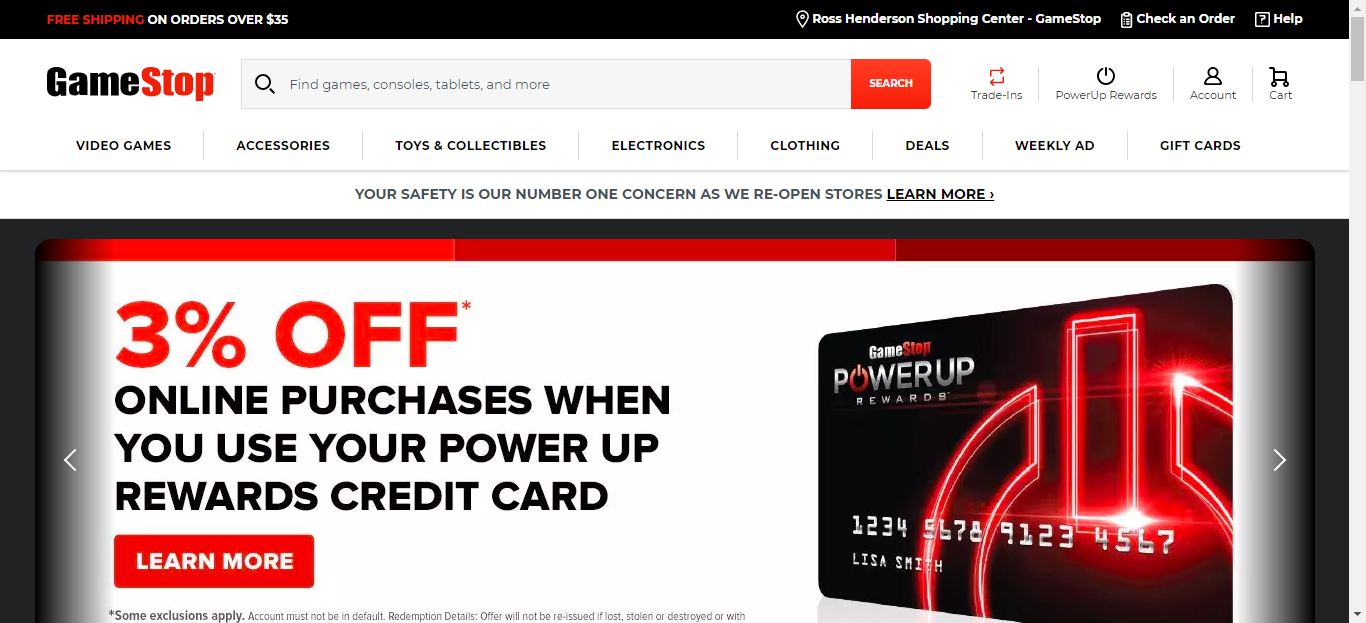 FREE SHIPPING ON ORDERS OVER $35
Ross Henderson Shopping Center - GameStop
Check an Order
Help
GameStop
Find games, consoles, tablets, and more
SEARCH
Trade-Ins
PowerUp Rewards
Account
Cart
VIDEO GAMES
ACCESSORIES
TOYS & COLLECTIBLES
ELECTRONICS
CLOTHING
DEALS
WEEKLY AD
GIFT CARDS
YOUR SAFETY IS OUR NUMBER ONE CONCERN AS WE RE-OPEN STORES LEARN MORE ›
3% OFF*
ONLINE PURCHASES WHEN
YOU USE YOUR POWER UP
REWARDS CREDIT CARD
LEARN MORE
*Some exclusions apply. Account must not be in default. Redemption Details: Offer will not be re-issued if lost, stolen or destroyed or with
GameStop
POWERUP
REWARDS
1234 5678 9123 4567
LISA SMITH